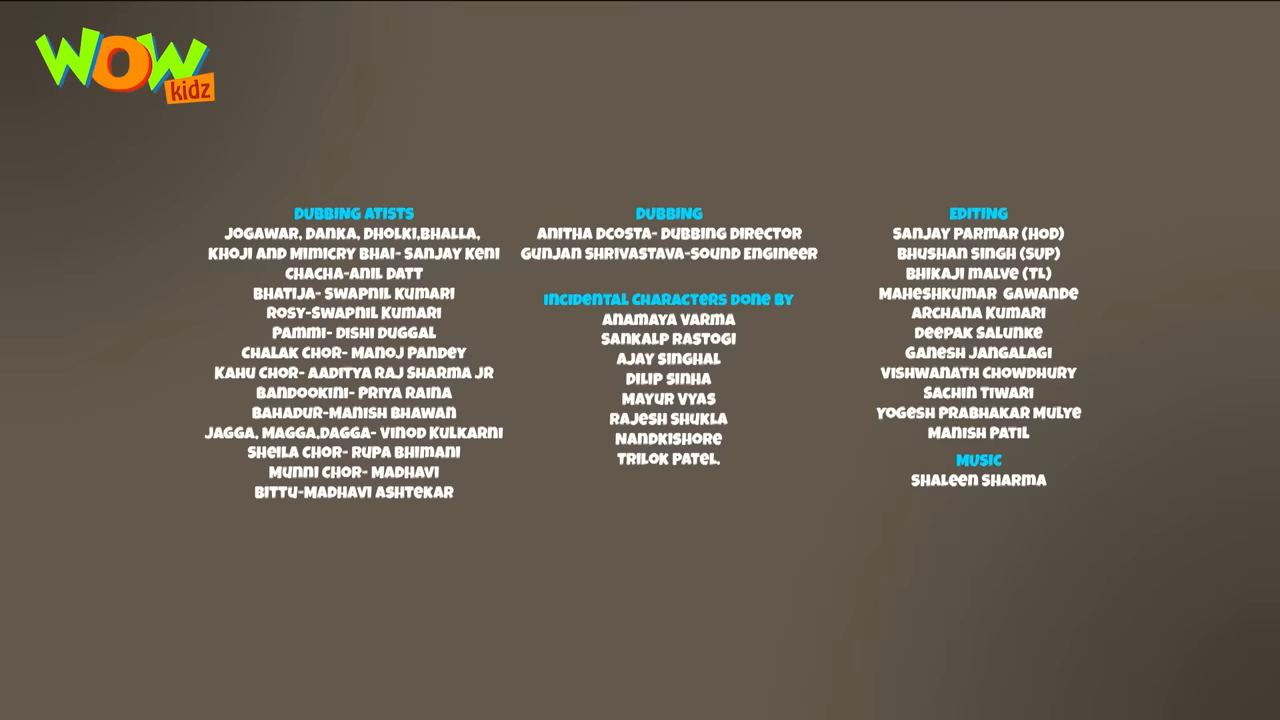 WOW
kidz
DUBBING ATISTS
JOGAWAR, DANKA, DHOLKI,BHALLA,
KHOJI AND MIMICRY BHAI- SANJAY KENI
CHACHA-ANIL DATT
BHATIJA- SWAPNIL KUMARI
ROSY-SWAPNIL KUMARI
PAMMI- DISHI DUGGAL
CHALAK CHOR- MANOJ PANDEY
KAHU CHOR- AADITYA RAJ SHARMA JR
BANDOOKINI- PRIYA RAINA
BAHADUR-MANISH BHAWAN
JAGGA, MAGGA,DAGGA- VINOD KULKARNI
SHEILA CHOR- RUPA BHIMANI
MUNNI CHOR- MADHAVI
BITTU-MADHAVI ASHTEKAR
DUBBING
ANITHA DCOSTA- DUBBING DIRECTOR
GUNJAN SHRIVASTAVA-SOUND ENGINEER
INCIDENTAL CHARACTERS DONE BY
ANAMAYA VARMA
SANKALP RASTOGI
AJAY SINGHAL
DILIP SINHA
MAYUR VYAS
RAJESH SHUKLA
NANDKISHORE
TRILOK PATEL.
EDITING
SANJAY PARMAR (HOD)
BHUSHAN SINGH (SUP)
BHIKAJI MALVE (TL)
MAHESHKUMAR GAWANDE
ARCHANA KUMARI
DEEPAK SALUNKE
GANESH JANGALAGI
VISHWANATH CHOWDHURY
SACHIN TIWARI
YOGESH PRABHAKAR MULYE
MANISH PATIL
MUSIC
SHALEEN SHARMA